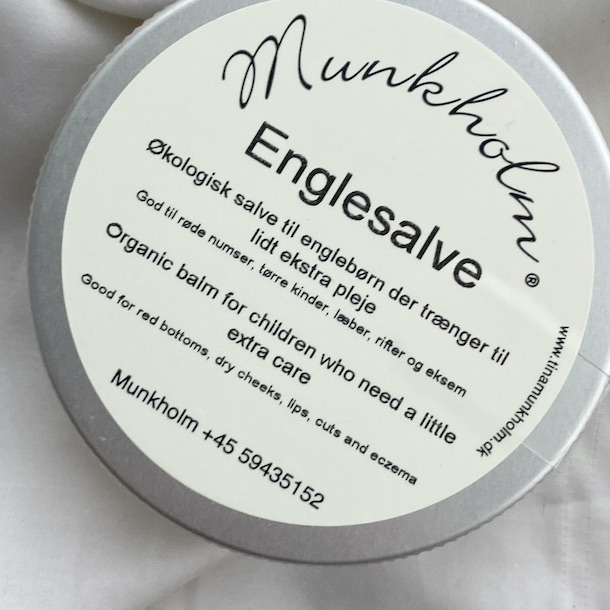 Munkholm®
Englesalve
Økologisk salve til englebørn der trænger til
lidt ekstra pleje
God til røde numser, tørre kinder, læber, rifter og eksem
Organic balm for children who need a little
extra care
Good for red bottoms, dry cheeks, lips, cuts and eczema
Munkholm +45 59435152
www.tinamunkholm.dk